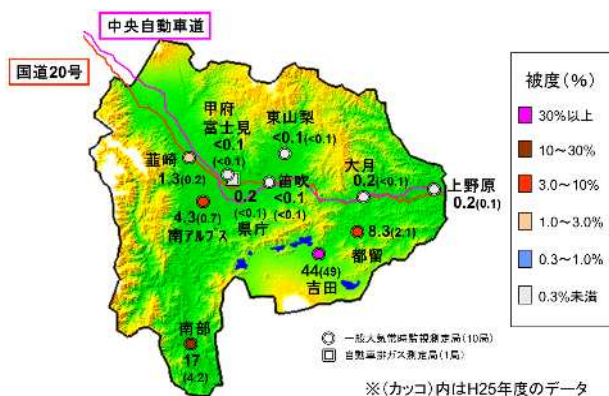 中央自動車道
国道20号
甲府
富士見
<0.1
(<0.1)
東山梨
<0.1(<0.1)
韮崎
1.3(0.2)
4.3(0.7)
南アルプス
0.2
(<0.1)
県庁
笛吹
<0.1
(<0.1)
大月
0.2(<0.1)
上野原
0.2(0.1)
8.3(2.1)
都留
44(49)
吉田
南部
17
(4.2)
被度(%)
30%以上
10～30%
3.0～10%
1.0～3.0%
0.3～1.0%
0.3%未満
一般大気常時監視測定局(10局)
自動車排ガス測定局(1局)
※(カッコ)内はH25年度のデータ